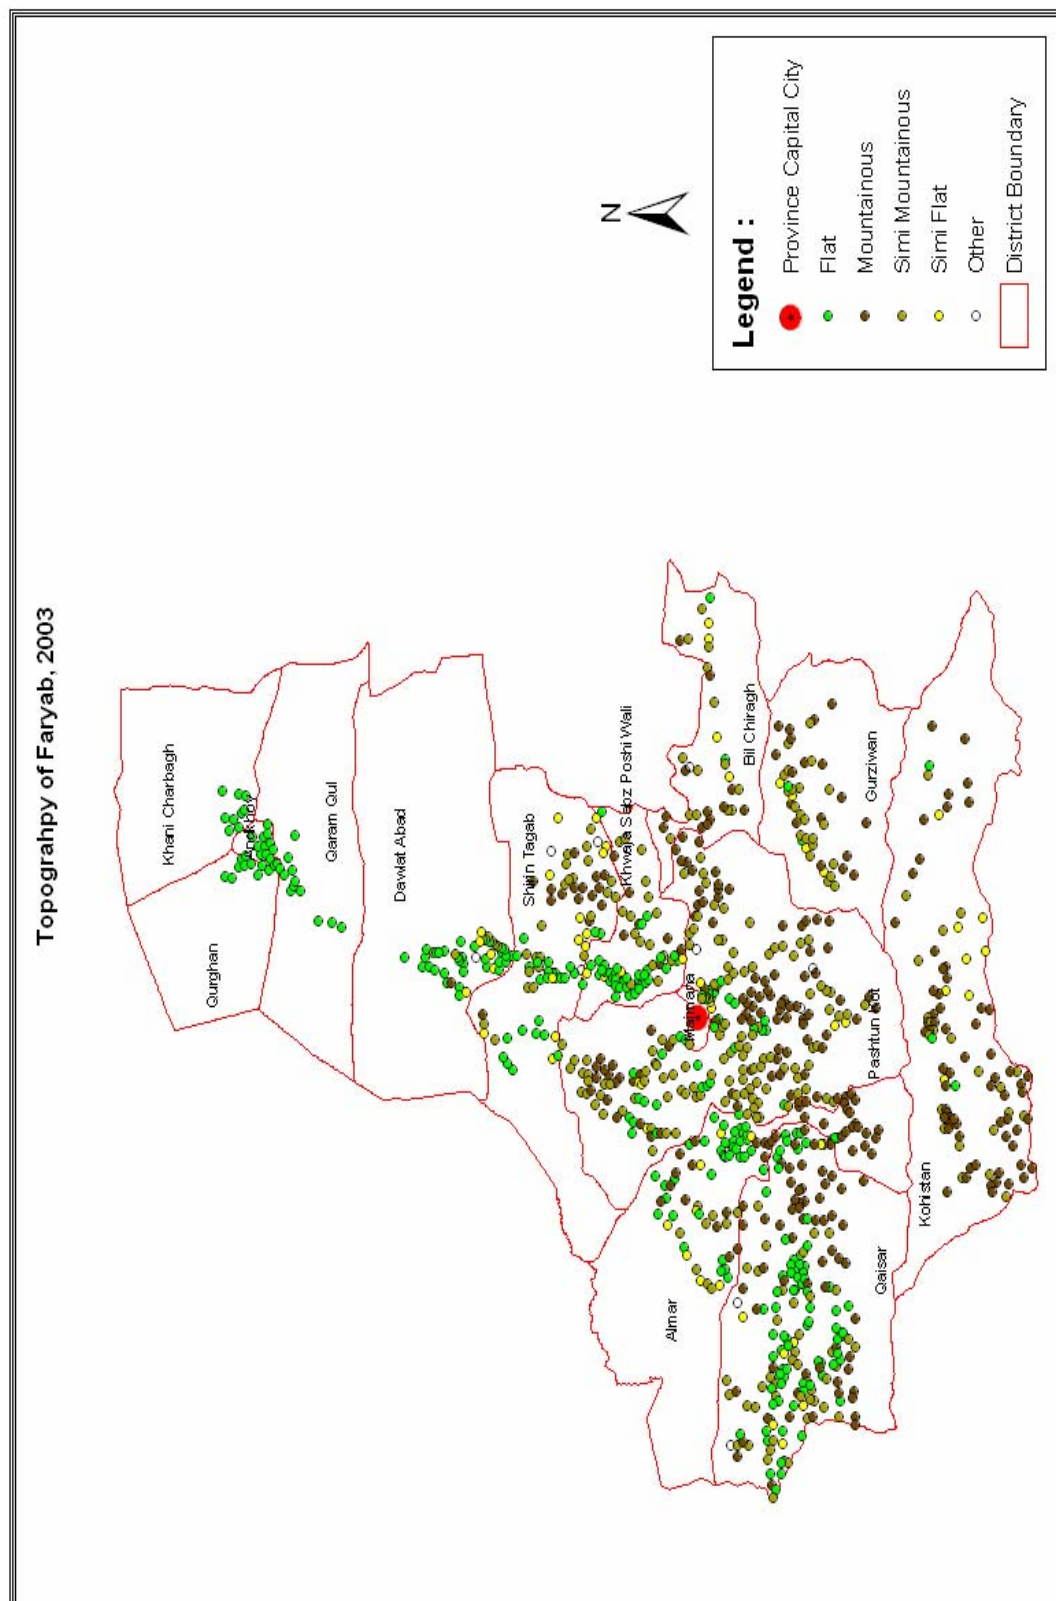 Topograhpy of Faryab, 2003
Khani Charbagh
Andkhoy
Qurghan
Qaram Qul
Dawlat Abad
Shirin Tagab
Khwaja Sabz Poshi Wali
Maimana
Bil Chiragh
Almar
Pashtun Kot
Gurziwan
Qaisar
Kohistan
N
Legend :
Province Capital City
Flat
Mountainous
Simi Mountainous
Simi Flat
Other
District Boundary